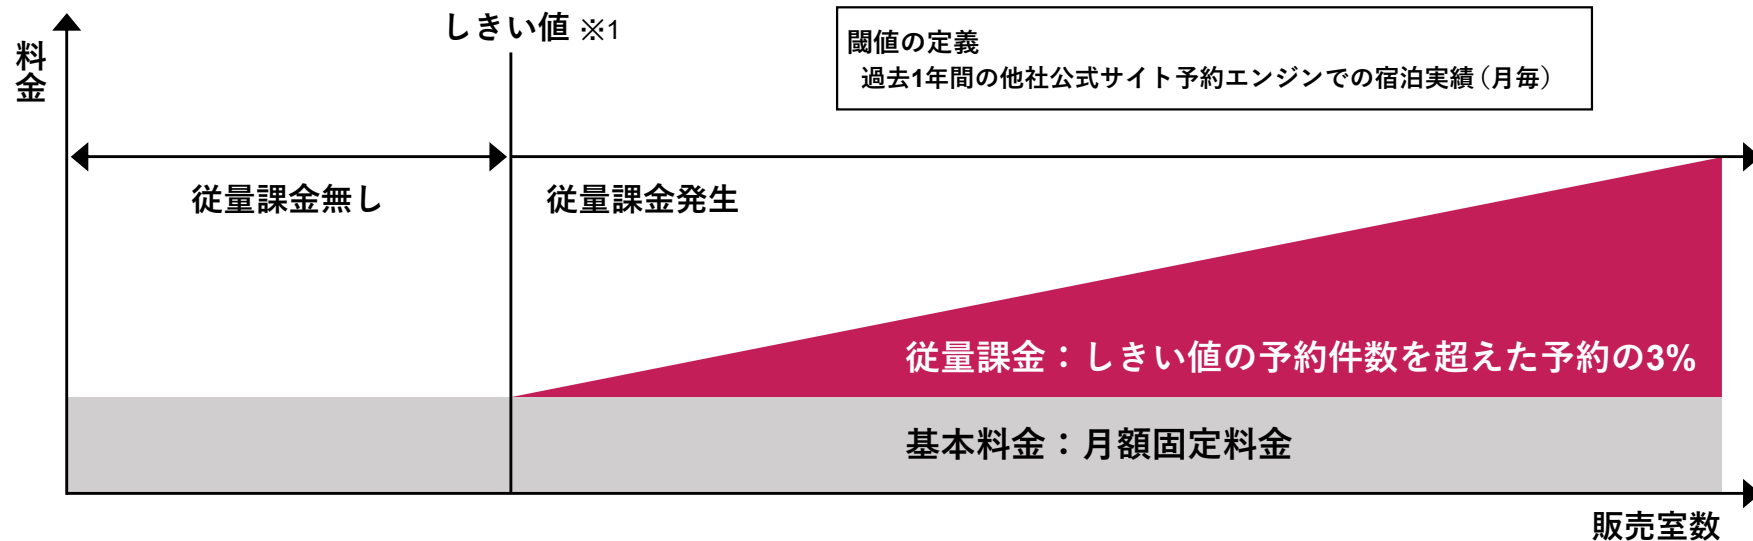 料金
しきい値 ※1
閾値の定義
過去1年間の他社公式サイト予約エンジンでの宿泊実績（月毎）
従量課金無し
従量課金発生
従量課金：しきい値の予約件数を超えた予約の3%
基本料金：月額固定料金
販売室数